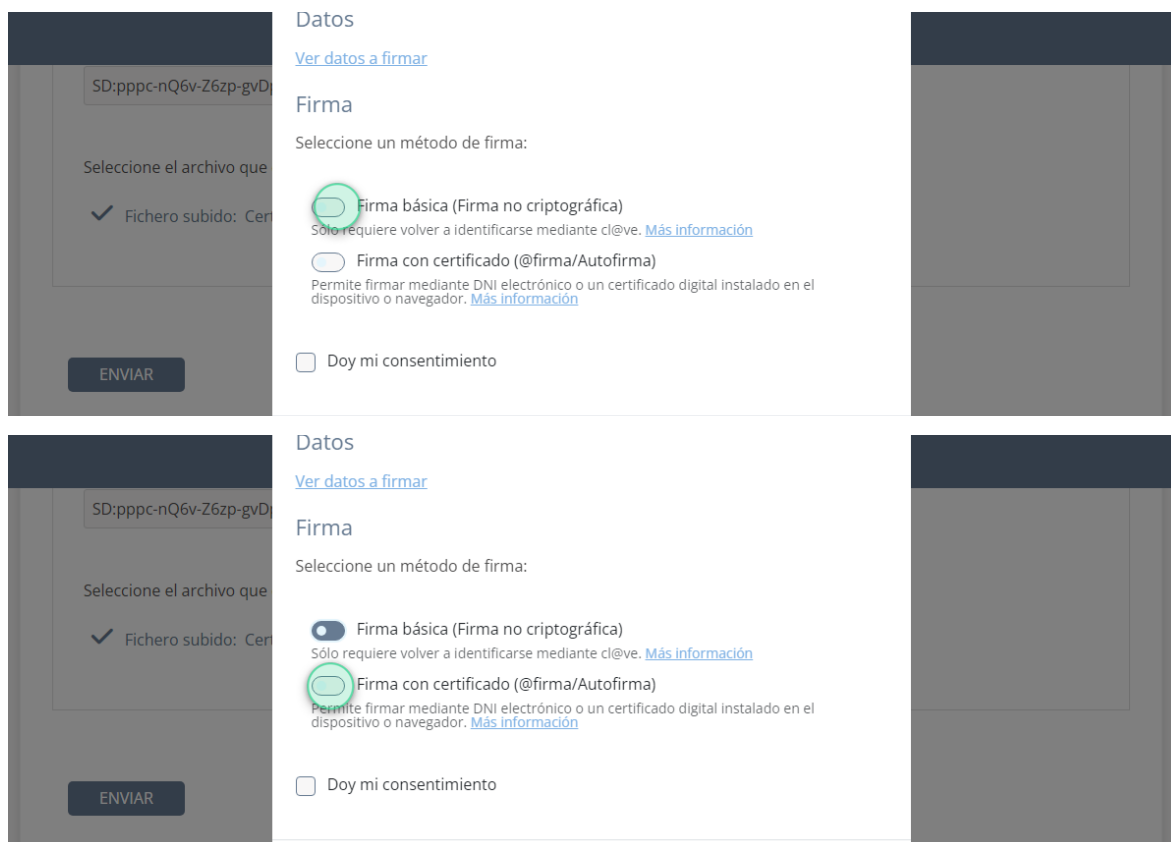 Datos
Ver datos a firmar
SD:pppc-nQ6v-Z6zp-gvD
Firma
Seleccione un método de firma:
Seleccione el archivo que
Firma básica (Firma no criptográfica)
Fichero subido: Cert
Sólo requiere volver a identificarse mediante cl@ve. Más información
Firma con certificado (@firma/Autofirma)
Permite firmar mediante DNI electrónico o un certificado digital instalado en el
dispositivo o navegador. Más información
Doy mi consentimiento
ENVIAR
Datos
Ver datos a firmar
SD:pppc-nQ6v-Z6zp-gvD
Firma
Seleccione un método de firma:
Seleccione el archivo que
Firma básica (Firma no criptográfica)
Fichero subido: Cert
Sólo requiere volver a identificarse mediante cl@ve. Más información
Firma con certificado (@firma/Autofirma)
Permite firmar mediante DNI electrónico o un certificado digital instalado en el
dispositivo o navegador. Más información
Doy mi consentimiento
ENVIAR